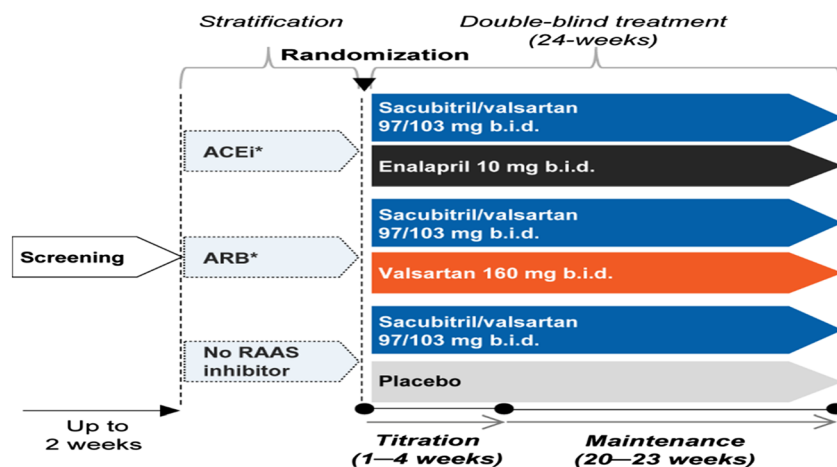 Stratification
Double-blind treatment
(24-weeks)
Randomization
Sacubitril/valsartan
97/103 mg b.i.d.
ACEi*
Enalapril 10 mg b.i.d.
Sacubitril/valsartan
97/103 mg b.i.d.
Screening
ARB*
Valsartan 160 mg b.i.d.
Sacubitril/valsartan
97/103 mg b.i.d.
No RAAS
inhibitor
Placebo
Up to
2 weeks
Titration
(1–4 weeks)
Maintenance
(20–23 weeks)